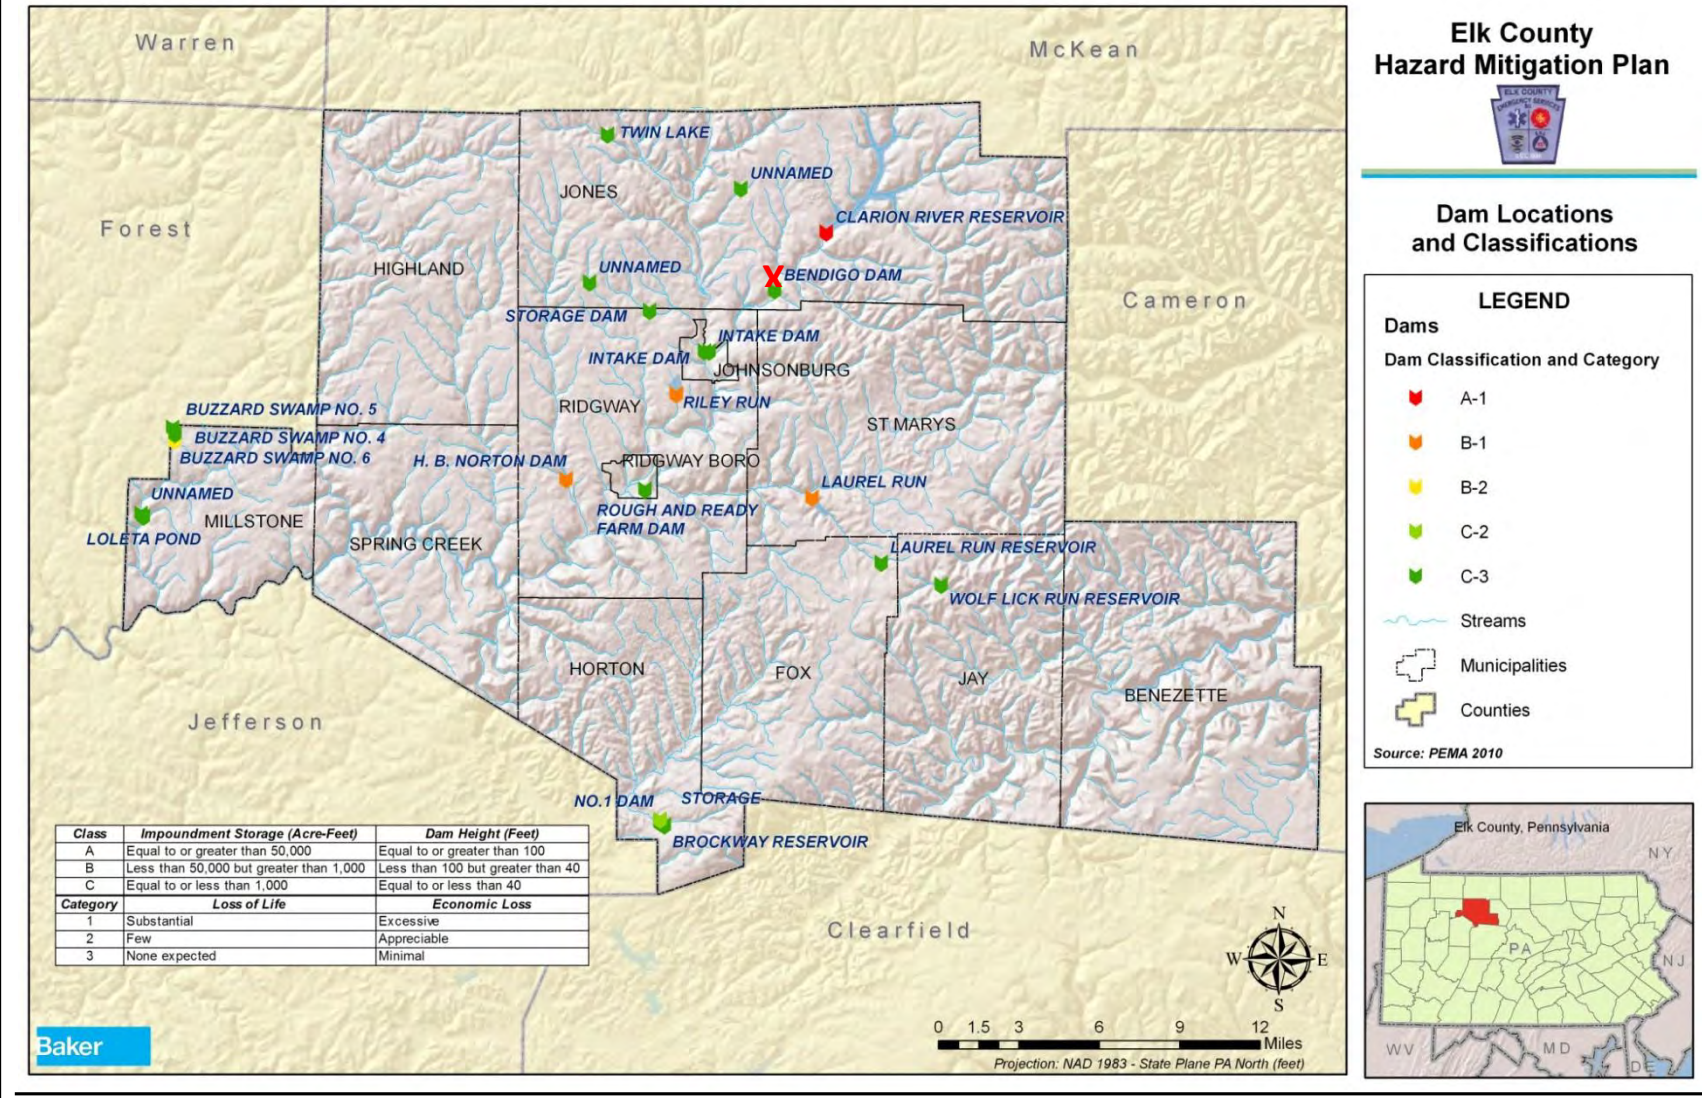 Warren
McKean
Forest
Cameron
Jefferson
Clearfield
TWIN LAKE
UNNAMED
JONES
CLARION RIVER RESERVOIR
HIGHLAND
UNNAMED
X
BENDIGO DAM
STORAGE DAM
INTAKE DAM
INTAKE DAM
JOHNSONBURG
RIDGWAY
RILEY RUN
ST MARYS
BUZZARD SWAMP NO. 5
BUZZARD SWAMP NO. 4
BUZZARD SWAMP NO. 6
H. B. NORTON DAM
RIDGWAY BORO
LAUREL RUN
UNNAMED
MILLSTONE
ROUGH AND READY
FARM DAM
LOLETA POND
SPRING CREEK
LAUREL RUN RESERVOIR
WOLF LICK RUN RESERVOIR
HORTON
FOX
JAY
BENEZETTE
NO.1 DAM
STORAGE
BROCKWAY RESERVOIR
Class Impoundment Storage (Acre-Feet) Dam Height (Feet)
A Equal to or greater than 50,000 Equal to or greater than 100
B Less than 50,000 but greater than 1,000 Less than 100 but greater than 40
C Equal to or less than 1,000 Equal to or less than 40
Category Loss of Life Economic Loss
1 Substantial Excessive
2 Few Appreciable
3 None expected Minimal
Baker
N
W E
S
0 1.5 3 6 9 12
Miles
Projection: NAD 1983 - State Plane PA North (feet)
Elk County
Hazard Mitigation Plan
ELK COUNTY
EMERGENCY SERVICES
Dam Locations
and Classifications
LEGEND
Dams
Dam Classification and Category
A-1
B-1
B-2
C-2
C-3
Streams
Municipalities
Counties
Source: PEMA 2010
Elk County, Pennsylvania
NY
PA
NJ
WV
MD
DE